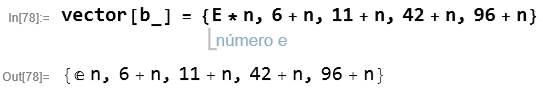 In[78]:= vector[b_] = {E * n, 6 + n, 11 + n, 42 + n, 96 + n}
número e
Out[78]= {ⅇ n, 6 + n, 11 + n, 42 + n, 96 + n}